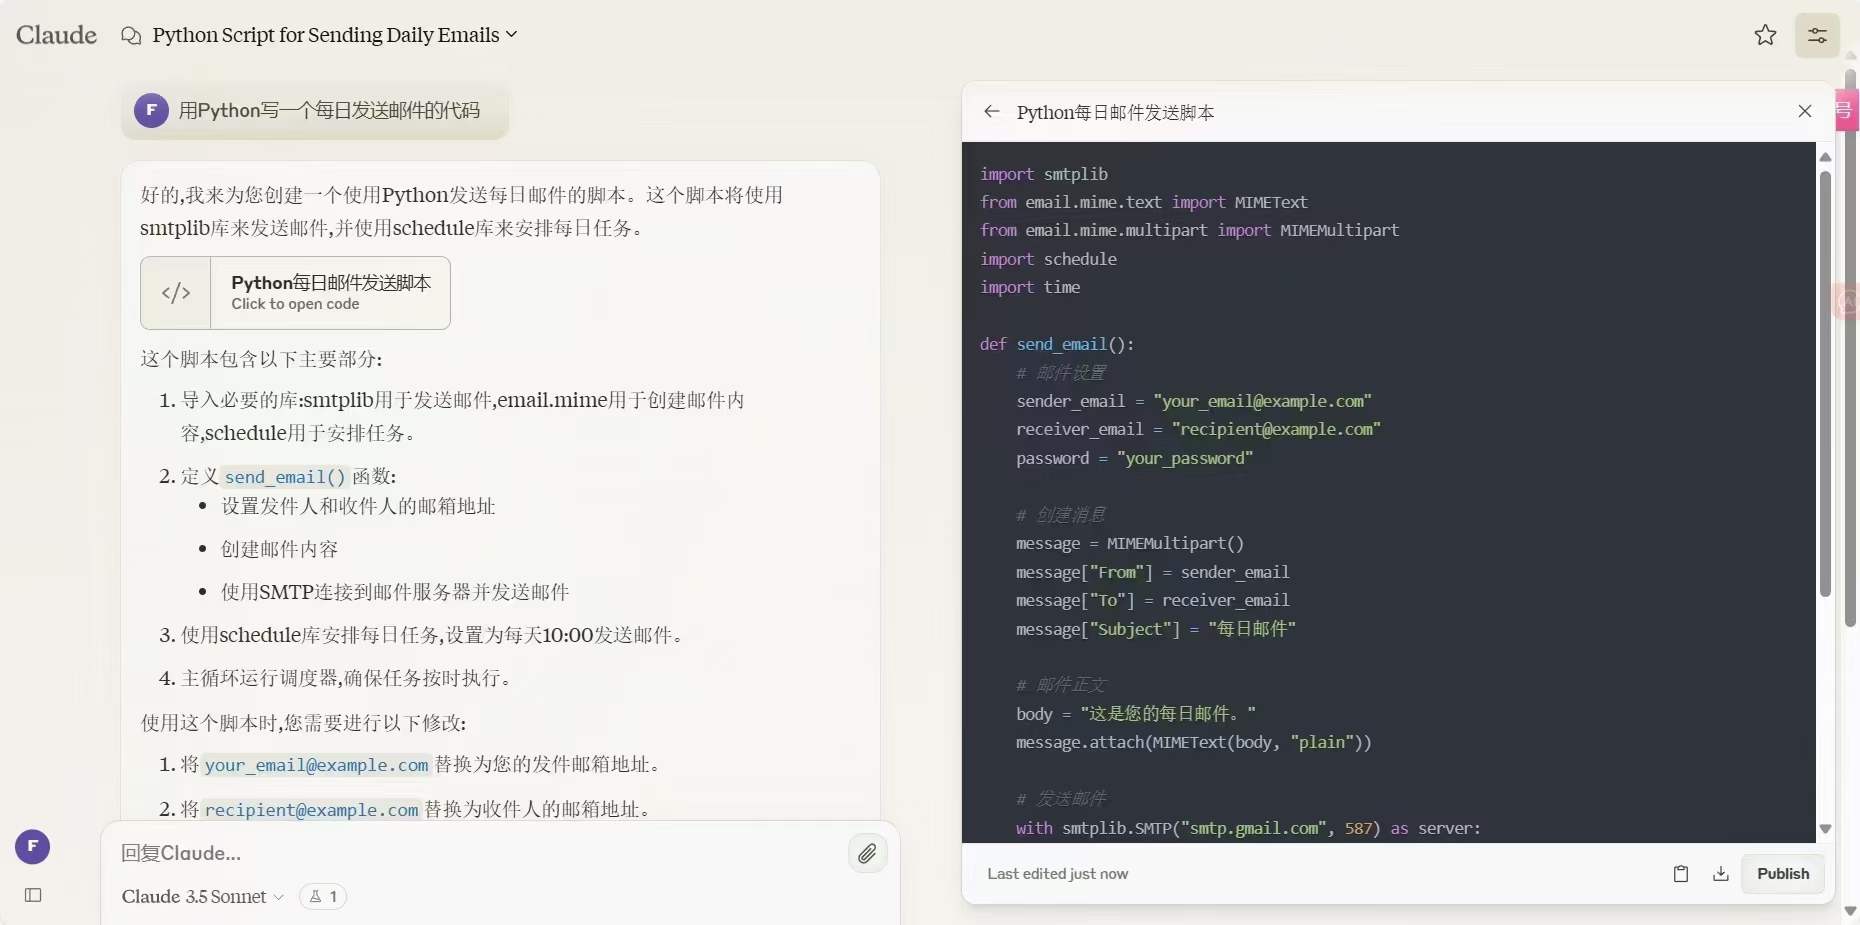 Claude
Python Script for Sending Daily Emails
F
用Python写一个每日发送邮件的代码
好的,我来为您创建一个使用Python发送每日邮件的脚本。这个脚本将使用
smtplib库来发送邮件,并使用schedule库来安排每日任务。
</>
Python每日邮件发送脚本
Click to open code
这个脚本包含以下主要部分:
1. 导入必要的库:smtplib用于发送邮件,email.mime用于创建邮件内
容,schedule用于安排任务。
2. 定义 send_email() 函数:
• 设置发件人和收件人的邮箱地址
• 创建邮件内容
• 使用SMTP连接到邮件服务器并发送邮件
3. 使用schedule库安排每日任务,设置为每天10:00发送邮件。
4. 主循环运行调度器,确保任务按时执行。
使用这个脚本时,您需要进行以下修改:
1. 将 your_email@example.com 替换为您的发件邮箱地址。
2. 将 recipient@example.com 替换为收件人的邮箱地址。
F
回复Claude...
Claude 3.5 Sonnet
1
Python每日邮件发送脚本
号
AI
import smtplib
from email.mime.text import MIMEText
from email.mime.multipart import MIMEMultipart
import schedule
import time
def send_email():
# 邮件设置
sender_email = "your_email@example.com"
receiver_email = "recipient@example.com"
password = "your_password"
# 创建消息
message = MIMEMultipart()
message["From"] = sender_email
message["To"] = receiver_email
message["Subject"] = "每日邮件"
# 邮件正文
body = "这是您的每日邮件。"
message.attach(MIMEText(body, "plain"))
# 发送邮件
with smtplib.SMTP("smtp.gmail.com", 587) as server:
Last edited just now
Publish